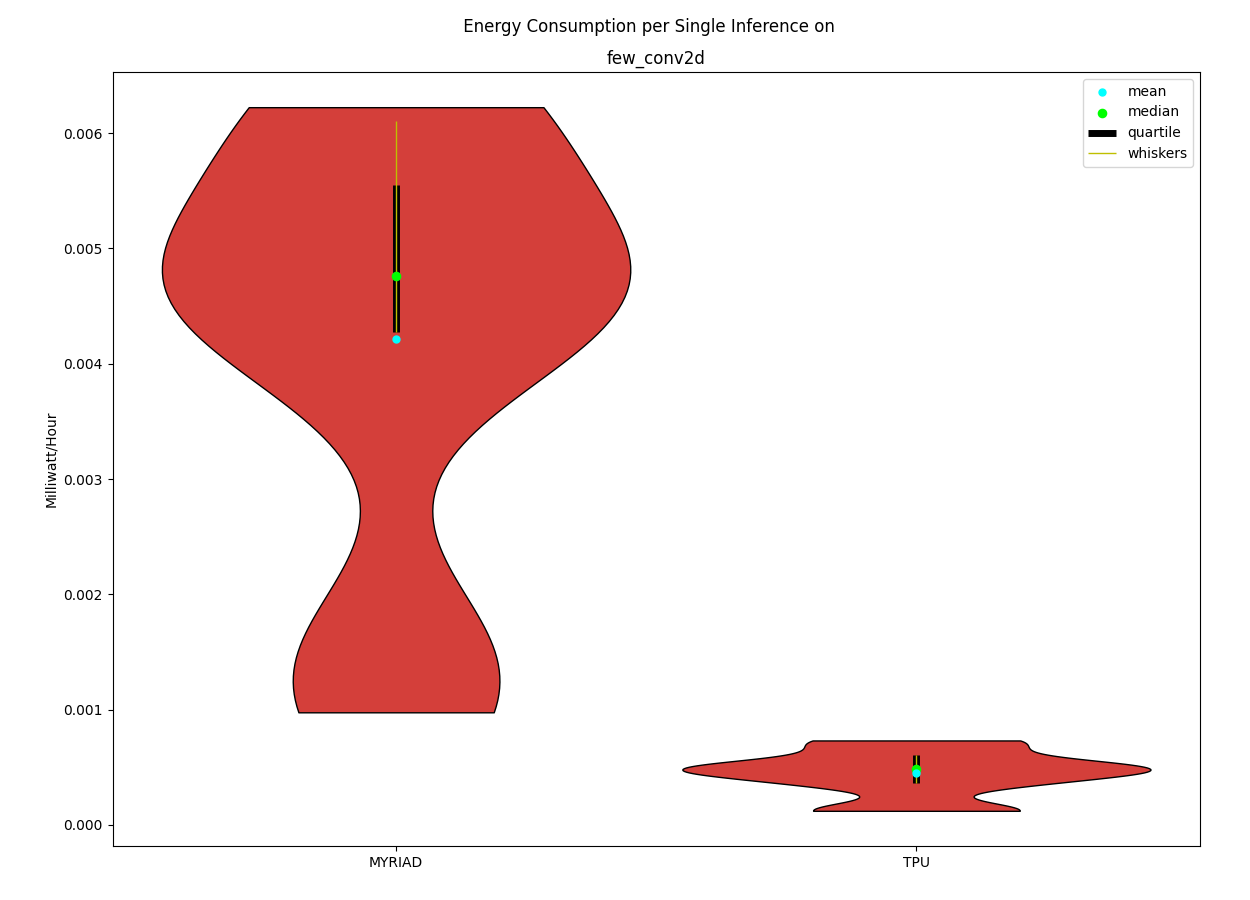 Energy Consumption per Single Inference on
few_conv2d
mean
median
quartile
whiskers
0.006
0.005
0.004
0.003
0.002
0.001
0.000
Milliwatt/Hour
MYRIAD
TPU